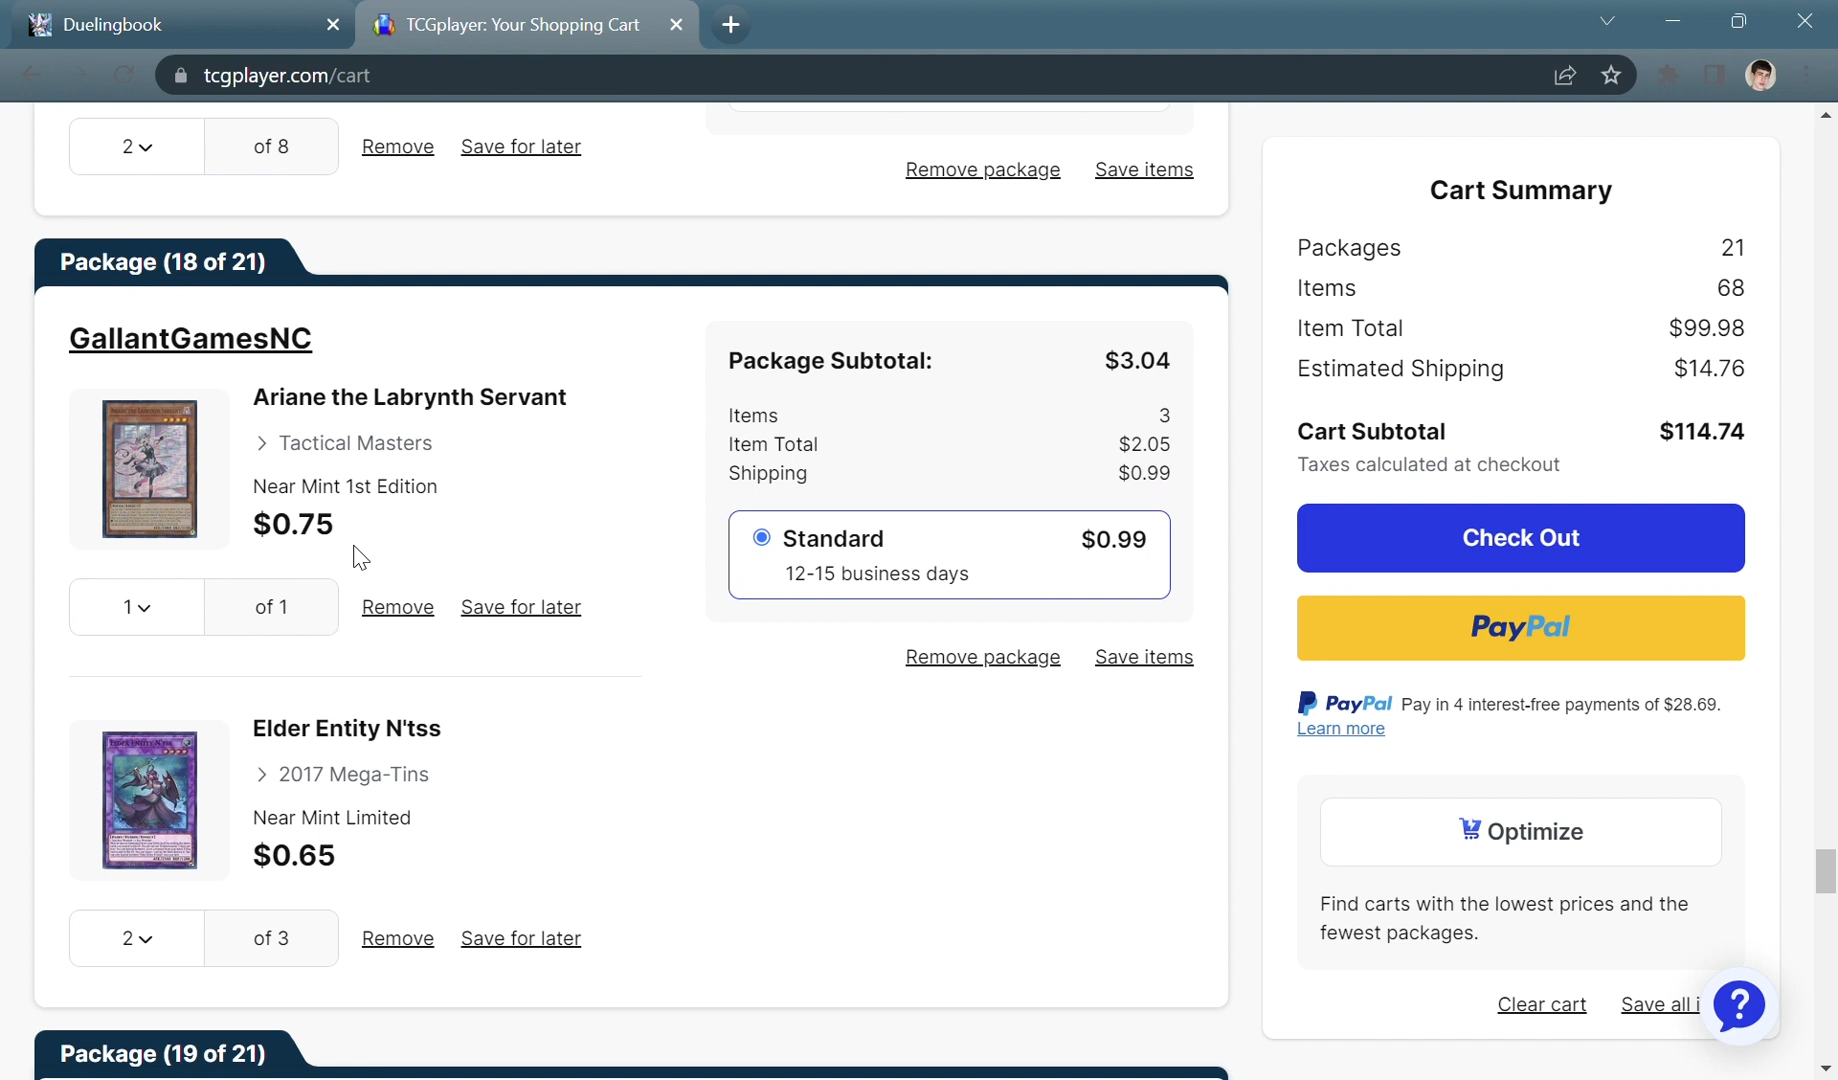 Duelingbook
TCGplayer: Your Shopping Cart
tcgplayer.com/cart
2
of 8
Remove
Save for later
Remove package
Save items
Package (18 of 21)
GallantGamesNC
Ariane the Labrynth Servant
Tactical Masters
Near Mint 1st Edition
$0.75
1
of 1
Remove
Save for later
Elder Entity N'tss
2017 Mega-Tins
Near Mint Limited
$0.65
2
of 3
Remove
Save for later
Package Subtotal: $3.04
Items 3
Item Total $2.05
Shipping $0.99
Standard $0.99
12-15 business days
Remove package
Save items
Package (19 of 21)
Cart Summary
Packages 21
Items 68
Item Total $99.98
Estimated Shipping $14.76
Cart Subtotal $114.74
Taxes calculated at checkout
Check Out
PayPal
PayPal Pay in 4 interest-free payments of $28.69.
Learn more
Optimize
Find carts with the lowest prices and the
fewest packages.
Clear cart
Save all i
?